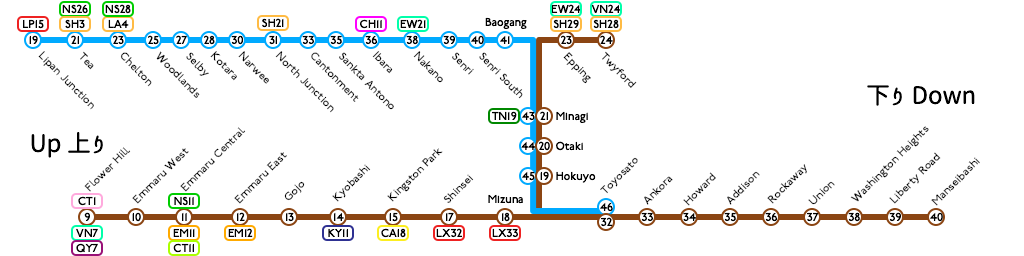 NS26 NS28 EW24 VN24
LP15 SH3 LA4 SH21 CH11 EW21 Baogang SH29 SH28
19 21 23 25 27 28 30 31 33 35 36 38 39 40 41 23 24
Lipan Junction
Tea
Chelton
Woodlands
Selby
Kotara
Narwee
North Junction
Cantonment
Sankta Antono
Ibara
Nakano
Senri
Senri South
Epping
Twyford
下り Down
TN19 43 21 Minagi
Up 上り
44 20 Otaki
45 19 Hokuyo
Flower Hill
Emmaru West
Emmaru Central
Emmaru East
Gojo
Kyobashi
Kingston Park
Shinsei
Mizuna
Toyosato
Ankora
Howard
Addison
Rockaway
Union
Washington Heights
Liberty Road
Manseibashi
CT1 NS11 46
9 10 11 12 13 14 15 17 18 32 33 34 35 36 37 38 39 40
VN7 EM11 EM12 KY11 CA18 LX32 LX33
QY7 CT11